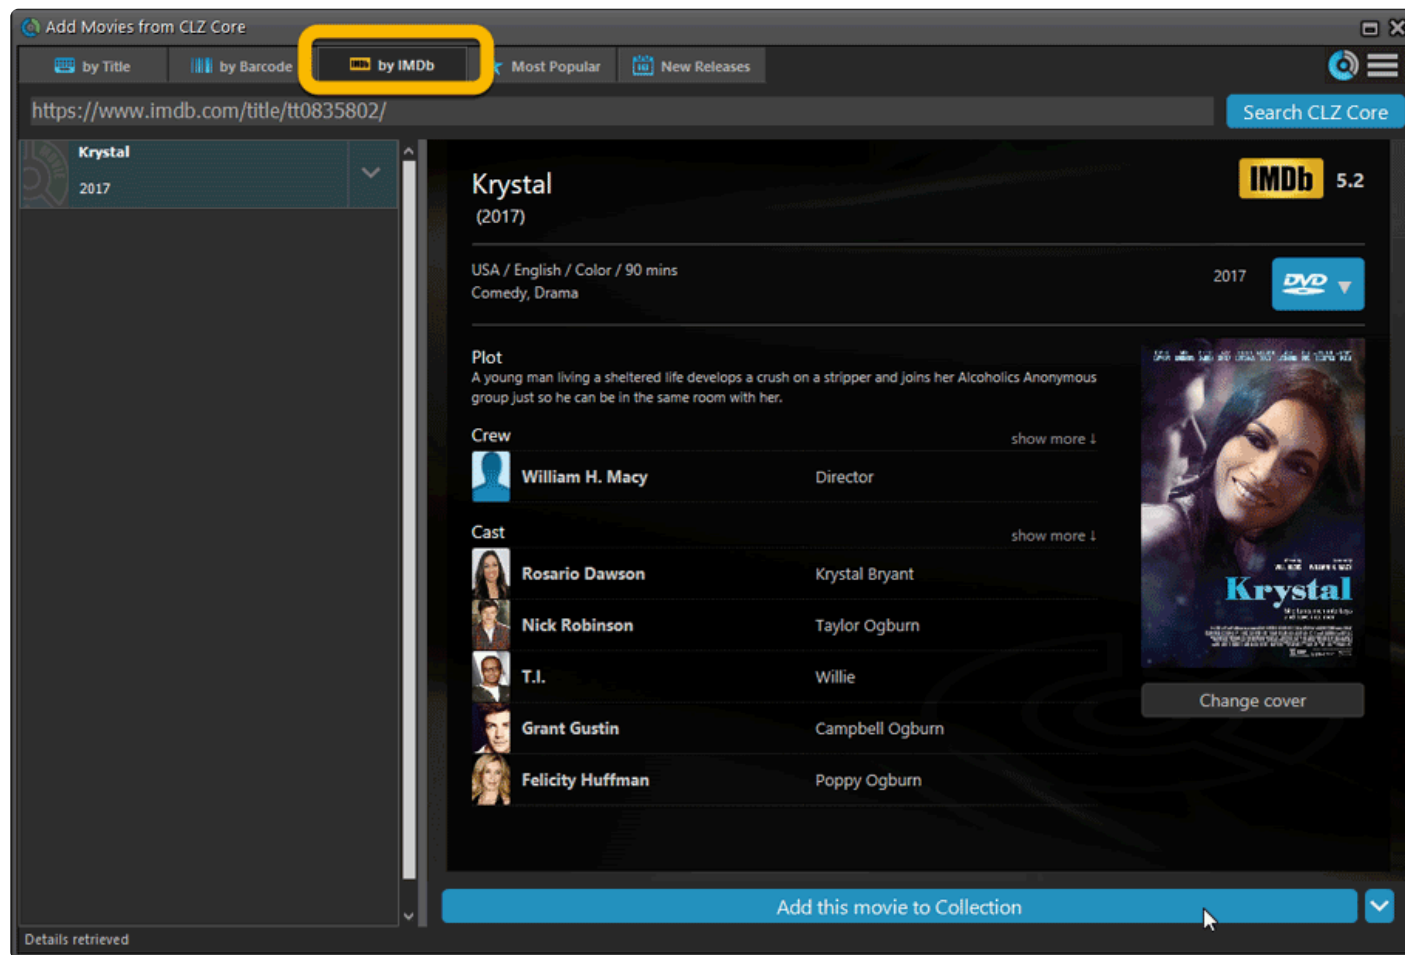 Add Movies from CLZ Core
by Title
by Barcode
IMDb by IMDb
Most Popular
New Releases
https://www.imdb.com/title/tt0835802/
Search CLZ Core
Krystal
2017
Krystal
(2017)
IMDb 5.2
USA / English / Color / 90 mins
Comedy, Drama
2017
DVD
Plot
A young man living a sheltered life develops a crush on a stripper and joins her Alcoholics Anonymous
group just so he can be in the same room with her.
Crew
show more ↓
William H. Macy Director
Cast
show more ↓
Rosario Dawson Krystal Bryant
Nick Robinson Taylor Ogburn
T.I. Willie
Grant Gustin Campbell Ogburn
Felicity Huffman Poppy Ogburn
Krystal
Change cover
Add this movie to Collection
Details retrieved